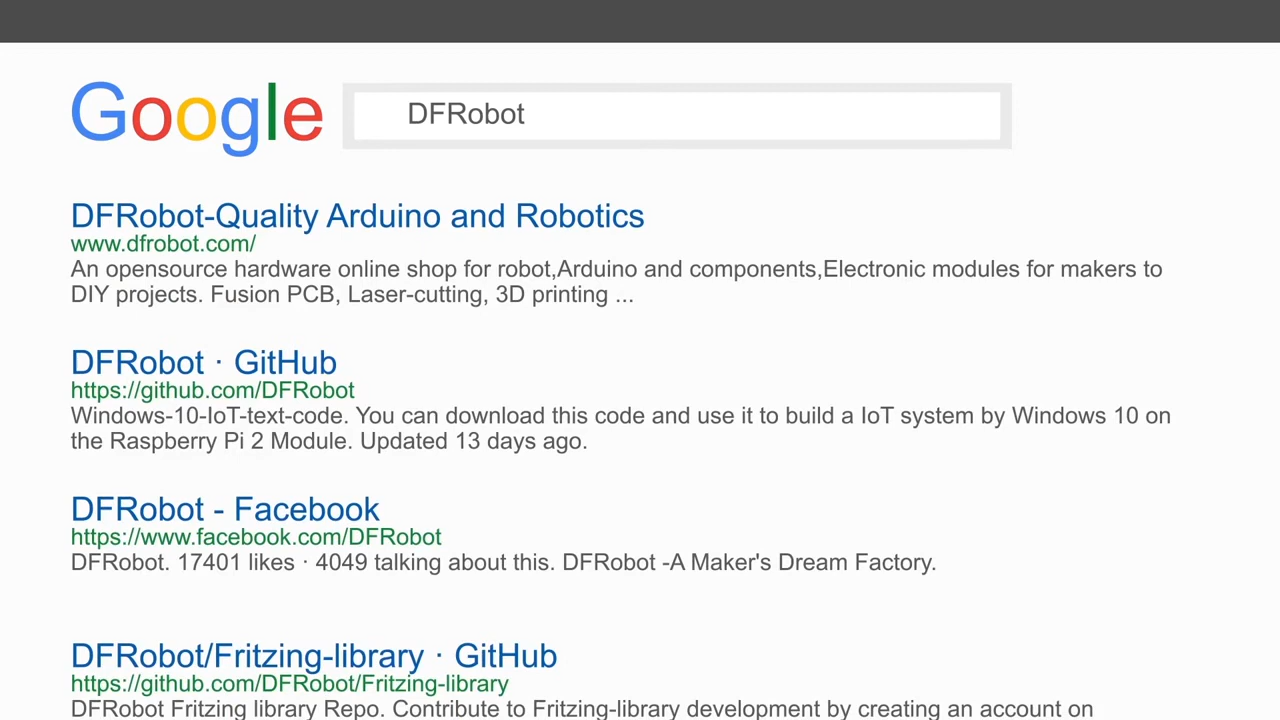 Google
DFRobot
DFRobot-Quality Arduino and Robotics
www.dfrobot.com/
An opensource hardware online shop for robot,Arduino and components,Electronic modules for makers to
DIY projects. Fusion PCB, Laser-cutting, 3D printing ...
DFRobot · GitHub
https://github.com/DFRobot
Windows-10-IoT-text-code. You can download this code and use it to build a IoT system by Windows 10 on
the Raspberry Pi 2 Module. Updated 13 days ago.
DFRobot - Facebook
https://www.facebook.com/DFRobot
DFRobot. 17401 likes · 4049 talking about this. DFRobot -A Maker's Dream Factory.
DFRobot/Fritzing-library · GitHub
https://github.com/DFRobot/Fritzing-library
DFRobot Fritzing library Repo. Contribute to Fritzing-library development by creating an account on